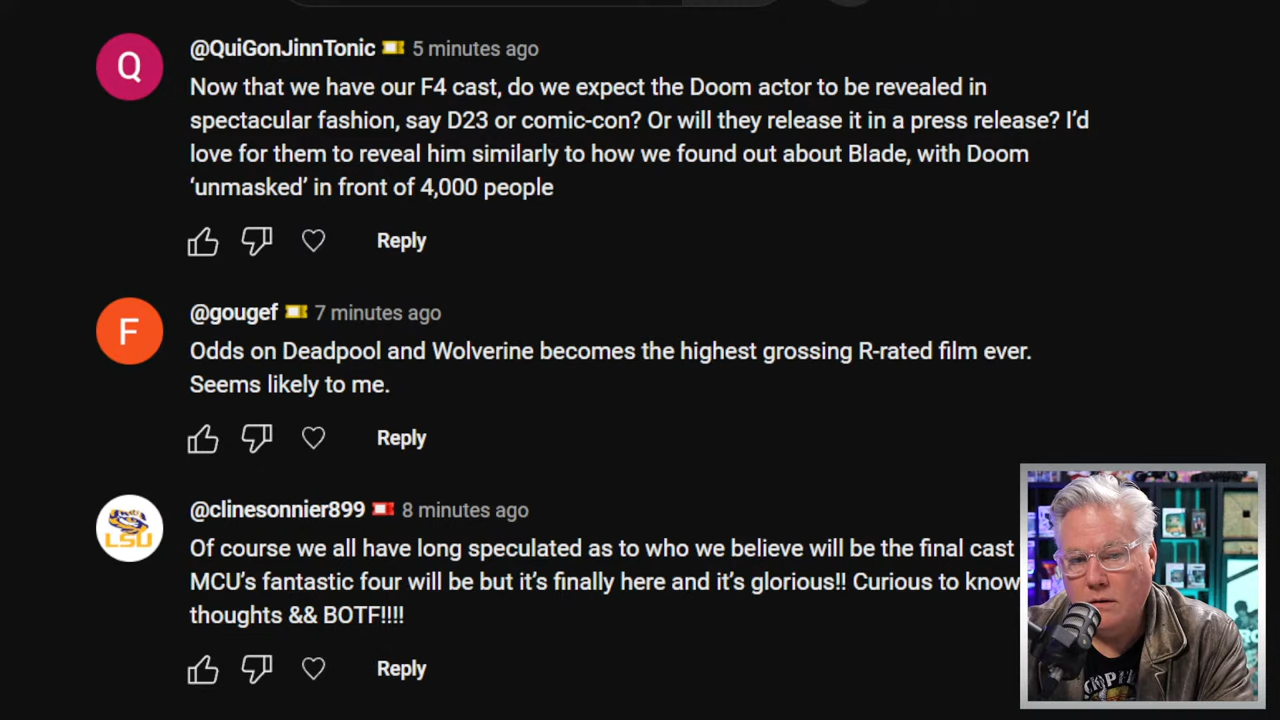 Q
@QuiGonJinnTonic 5 minutes ago
Now that we have our F4 cast, do we expect the Doom actor to be revealed in
spectacular fashion, say D23 or comic-con? Or will they release it in a press release? I’d
love for them to reveal him similarly to how we found out about Blade, with Doom
‘unmasked’ in front of 4,000 people
Reply
F
@gougef 7 minutes ago
Odds on Deadpool and Wolverine becomes the highest grossing R-rated film ever.
Seems likely to me.
Reply
LSU
@clinesonnier899 8 minutes ago
Of course we all have long speculated as to who we believe will be the final cast
MCU’s fantastic four will be but it’s finally here and it’s glorious!! Curious to know
thoughts && BOTF!!!!
Reply